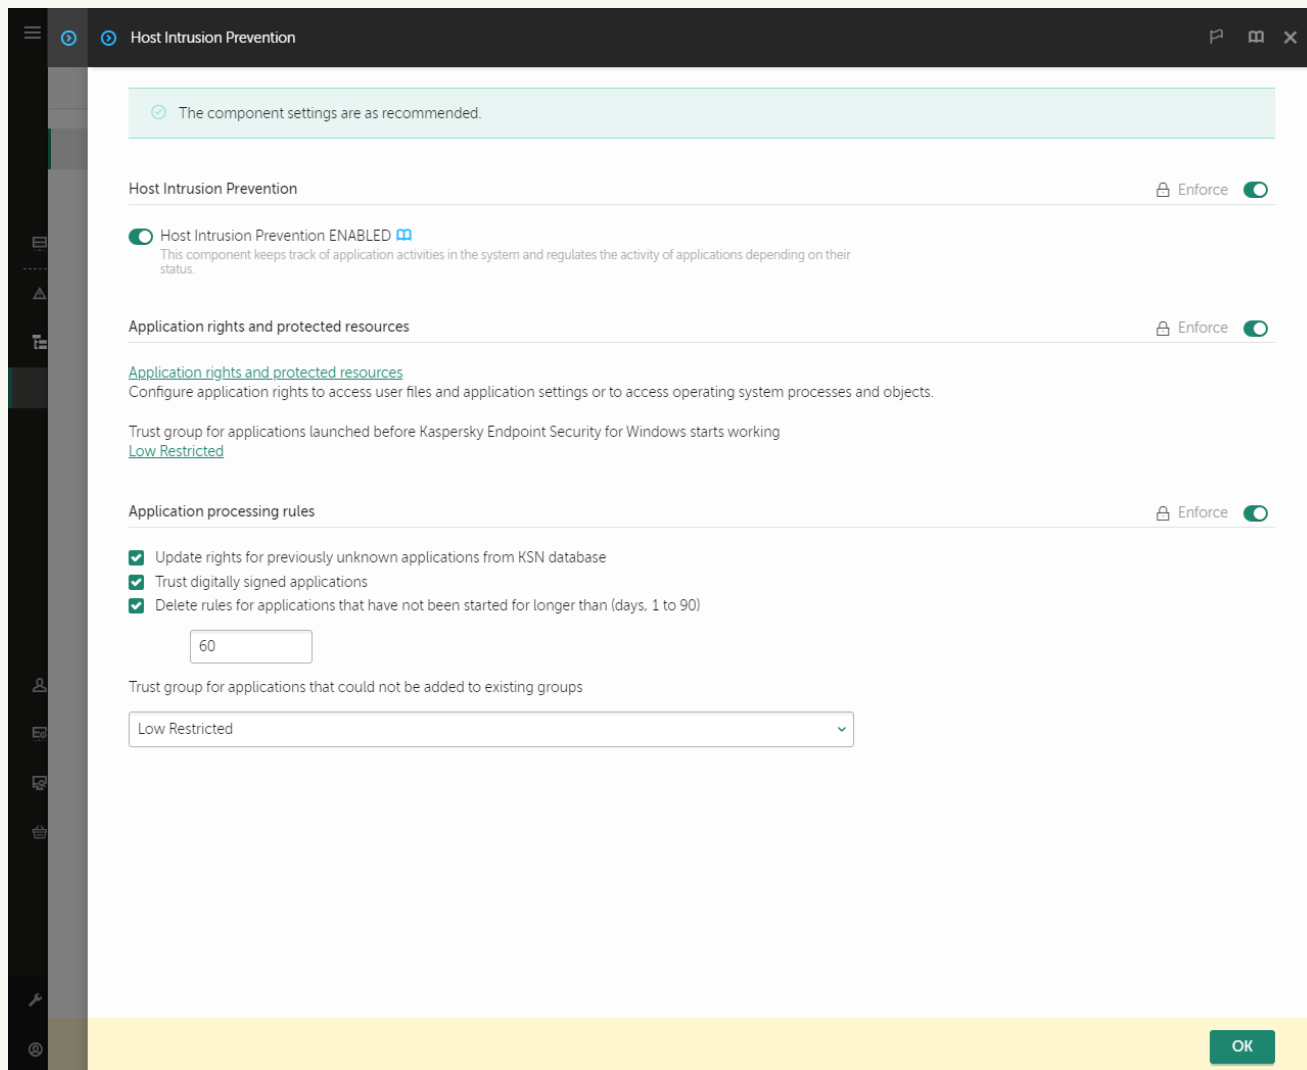 Host Intrusion Prevention
The component settings are as recommended.
Host Intrusion Prevention
Enforce
Host Intrusion Prevention ENABLED
This component keeps track of application activities in the system and regulates the activity of applications depending on their
status.
Application rights and protected resources
Enforce
Application rights and protected resources
Configure application rights to access user files and application settings or to access operating system processes and objects.
Trust group for applications launched before Kaspersky Endpoint Security for Windows starts working
Low Restricted
Application processing rules
Enforce
Update rights for previously unknown applications from KSN database
Trust digitally signed applications
Delete rules for applications that have not been started for longer than (days, 1 to 90)
60
Trust group for applications that could not be added to existing groups
Low Restricted
OK